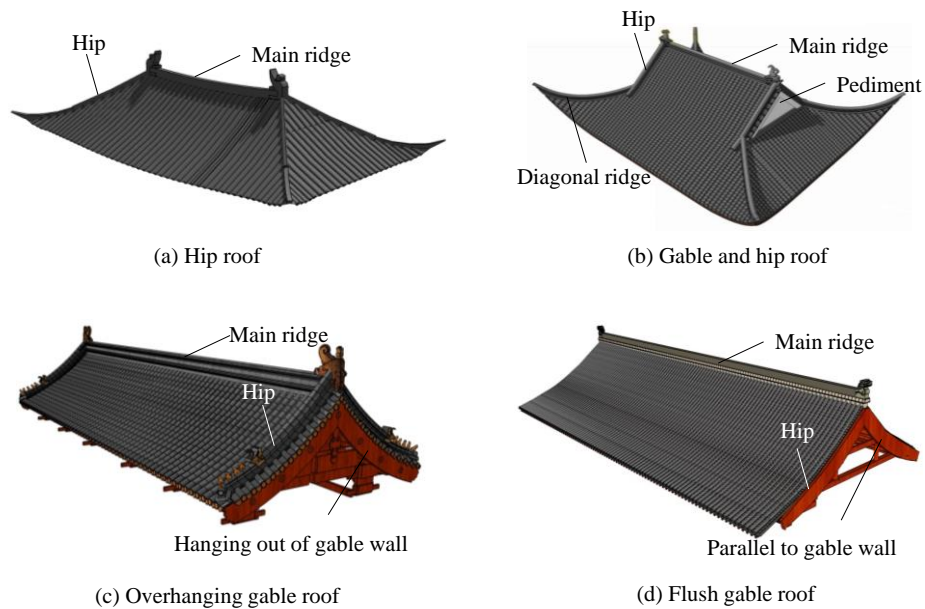 Hip
Main ridge
(a) Hip roof
Hip
Main ridge
Pediment
Diagonal ridge
(b) Gable and hip roof
Main ridge
Hip
Hanging out of gable wall
(c) Overhanging gable roof
Main ridge
Hip
Parallel to gable wall
(d) Flush gable roof